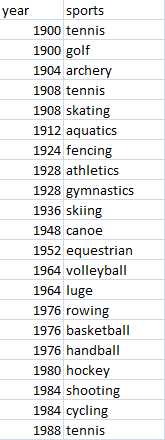 year sports
1900 tennis
1900 golf
1904 archery
1908 tennis
1908 skating
1912 aquatics
1924 fencing
1928 athletics
1928 gymnastics
1936 skiing
1948 canoe
1952 equestrian
1964 volleyball
1964 luge
1976 rowing
1976 basketball
1976 handball
1980 hockey
1984 shooting
1984 cycling
1988 tennis